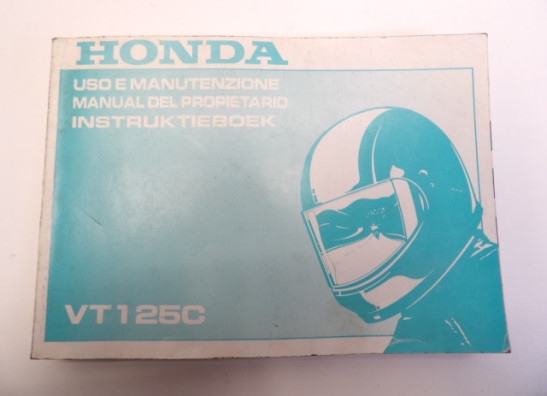 HONDA
USO E MANUTENZIONE
MANUAL DEL PROPIETARIO
INSTRUKTIEBOEK
VT125C